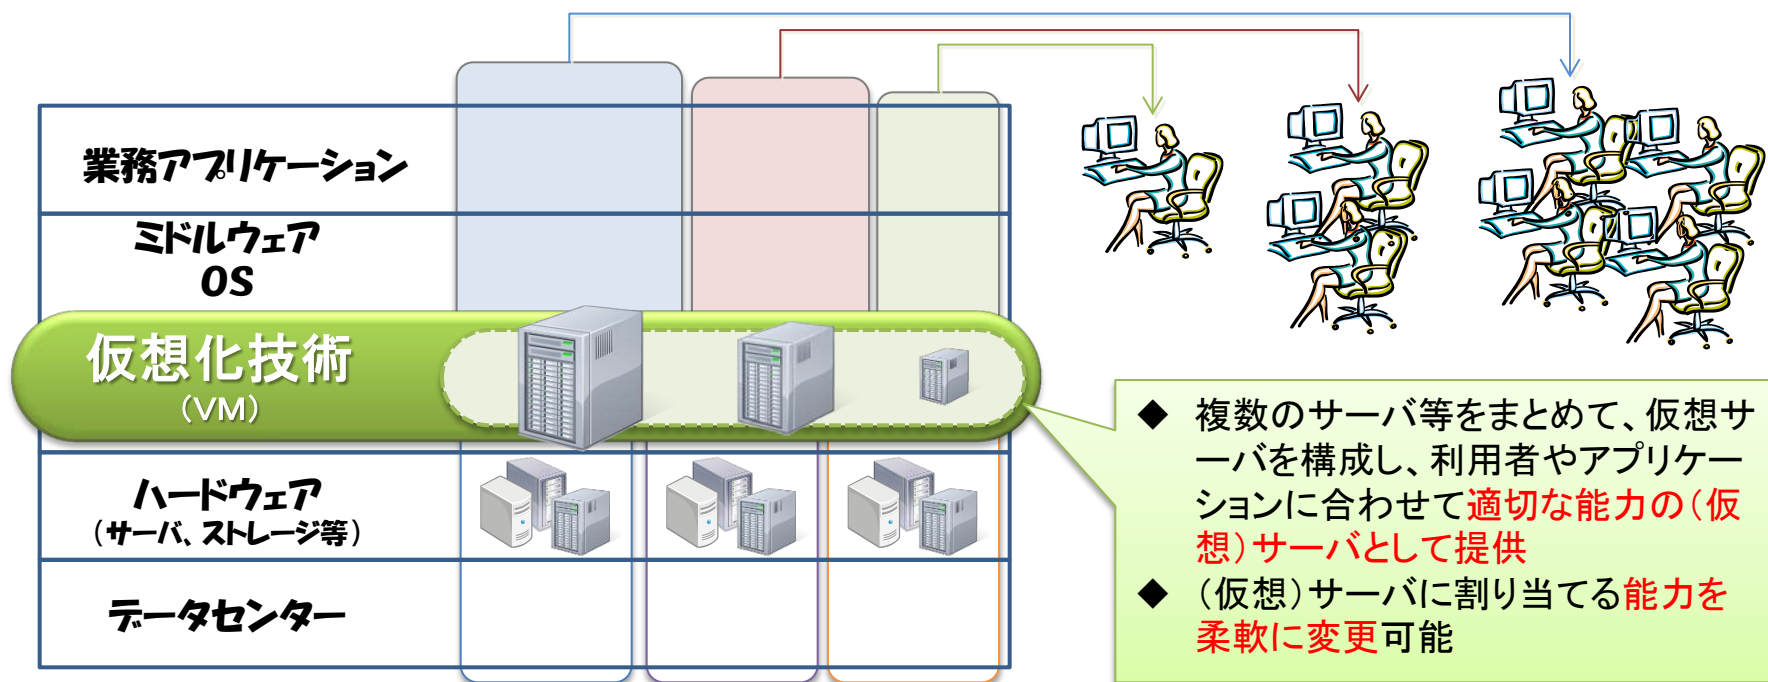 業務アプリケーション
ミドルウェア
OS
仮想化技術
（VM）
ハードウェア
（サーバ、ストレージ等）
データセンター
◆ 複数のサーバ等をまとめて、仮想サ
ーバを構成し、利用者やアプリケー
ションに合わせて適切な能力の（仮
想）サーバとして提供
◆ （仮想）サーバに割り当てる能力を
柔軟に変更可能